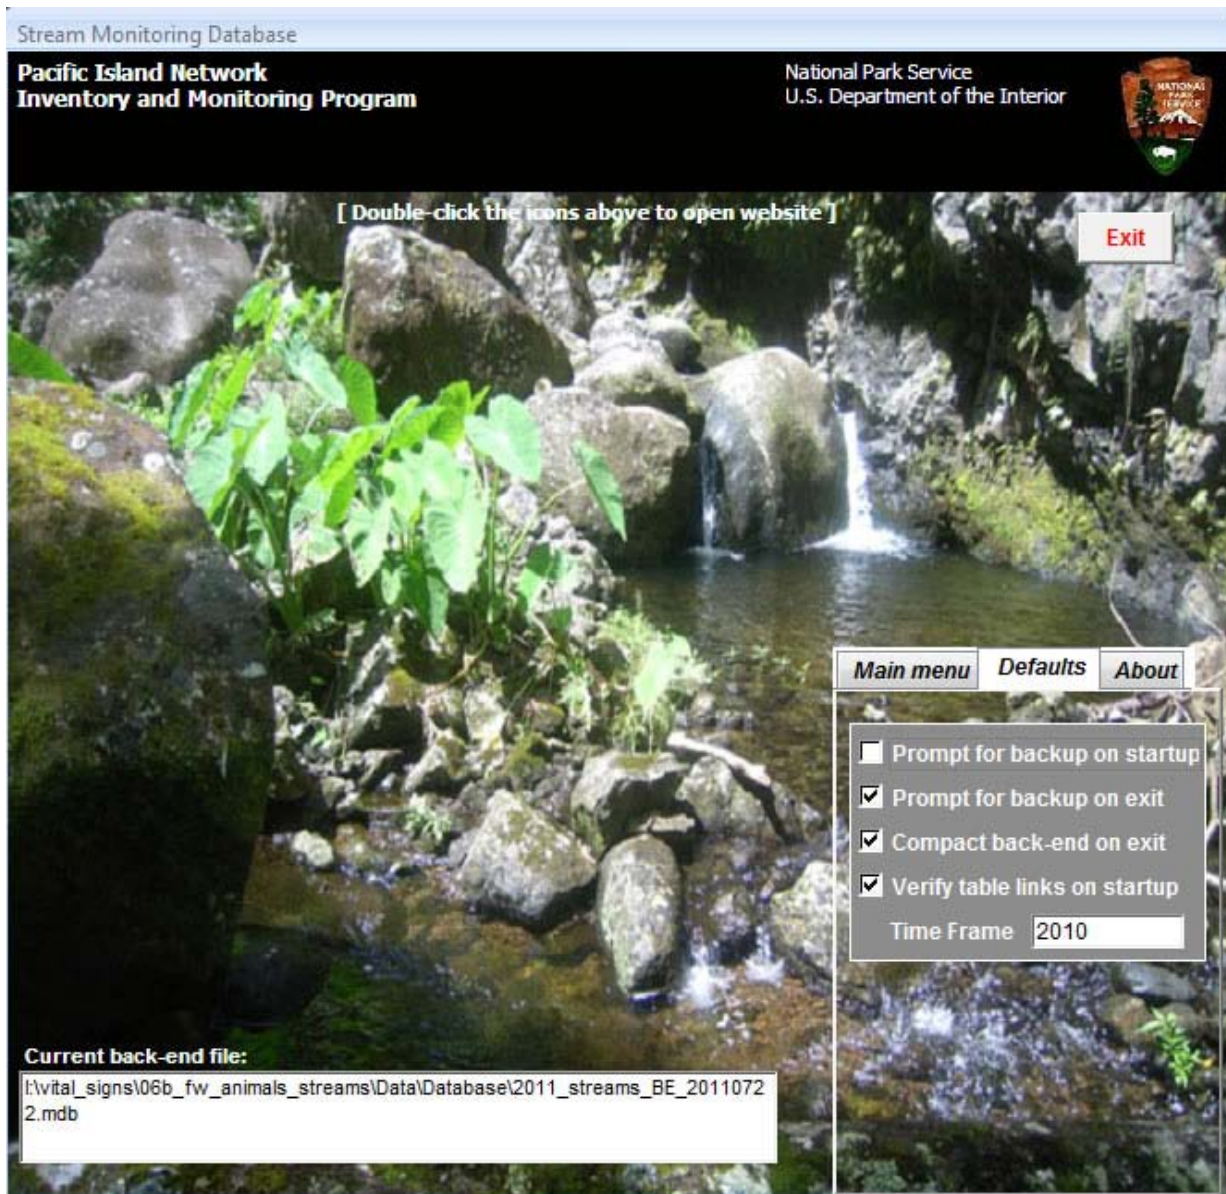 Stream Monitoring Database
Pacific Island Network
Inventory and Monitoring Program
National Park Service
U.S. Department of the Interior
NATIONAL
PARK
SERVICE
[ Double-click the icons above to open website ]
Exit
Main menu
Defaults
About
Prompt for backup on startup
Prompt for backup on exit
Compact back-end on exit
Verify table links on startup
Time Frame 2010
Current back-end file:
I:\vital_signs\06b_fw_animals_streams\Data\Database\2011_streams_BE_2011072
2.mdb